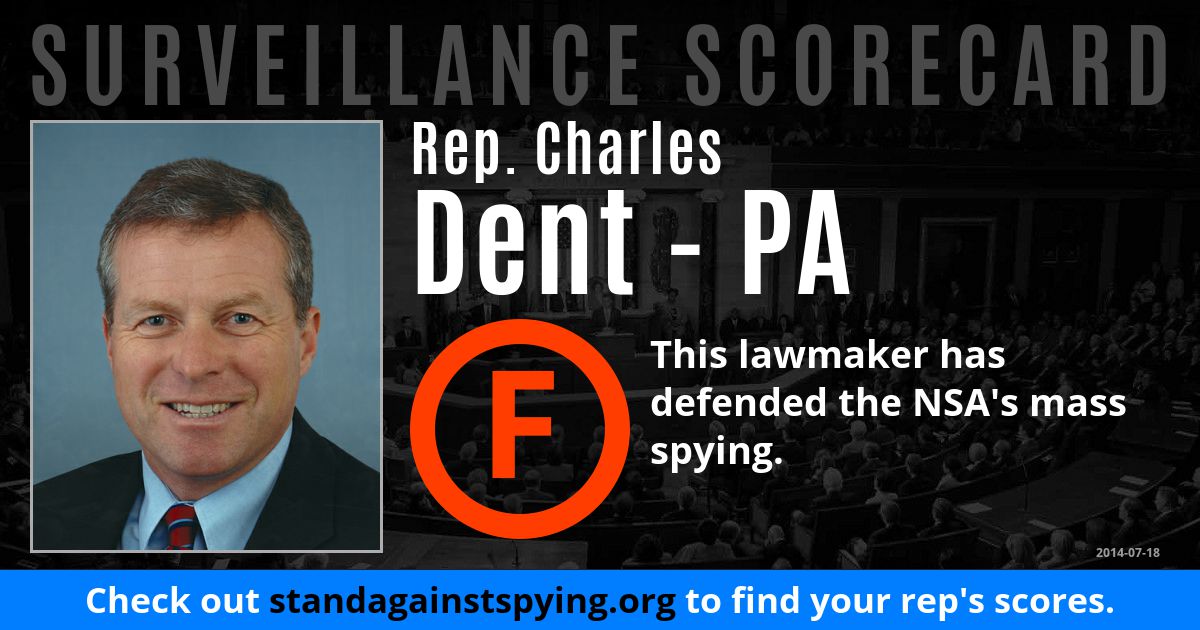 SURVEILLANCE SCORECARD
Rep. Charles
Dent - PA
F
This lawmaker has
defended the NSA's mass
spying.
2014-07-18
Check out standagainstspying.org to find your rep's scores.